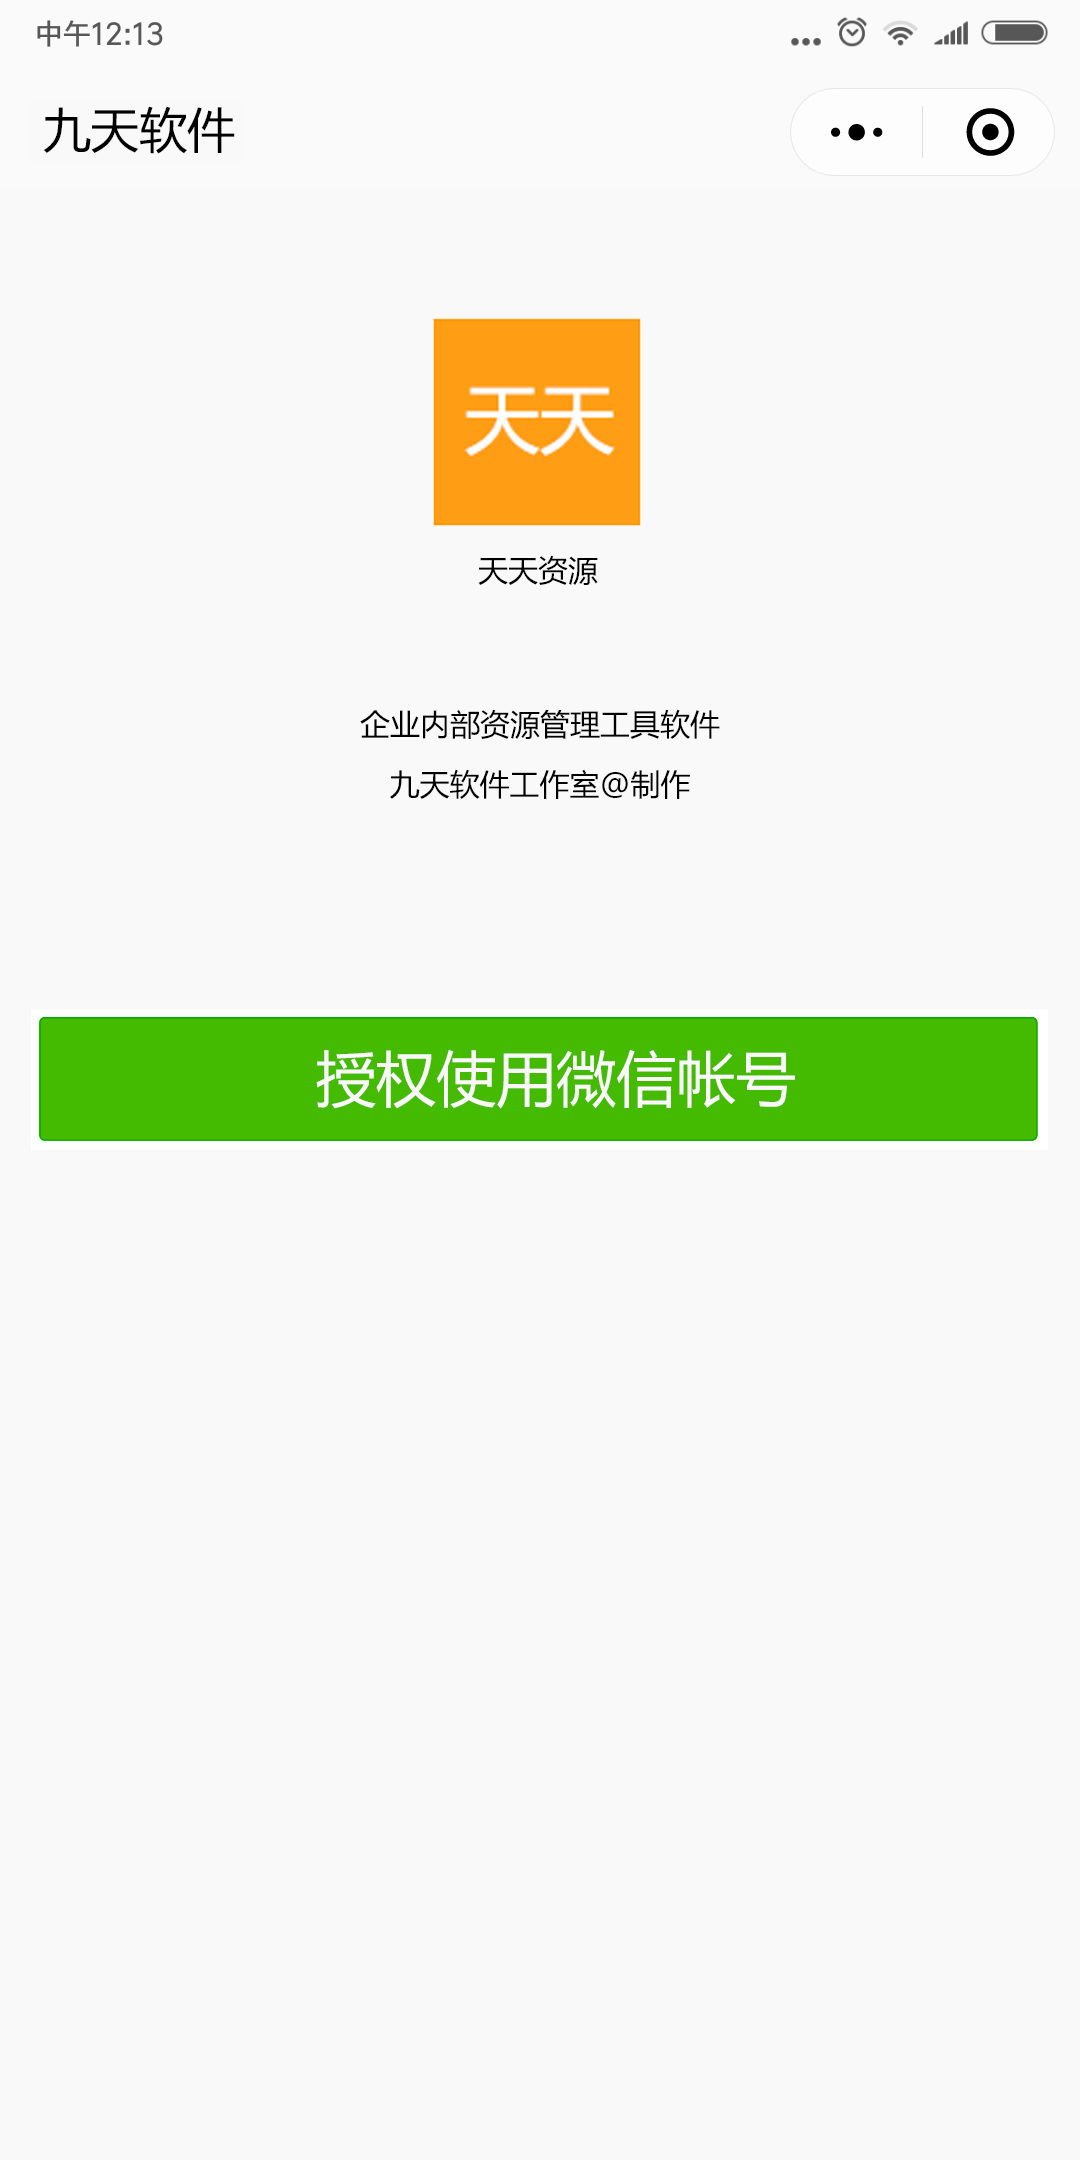 中午12:13
九天软件
天天
天天资源
企业内部资源管理工具软件
九天软件工作室@制作
授权使用微信帐号